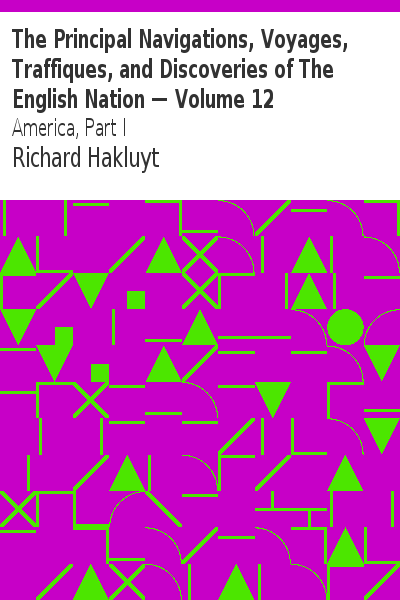 The Principal Navigations, Voyages,
Traffiques, and Discoveries of The
English Nation — Volume 12
America, Part I
Richard Hakluyt